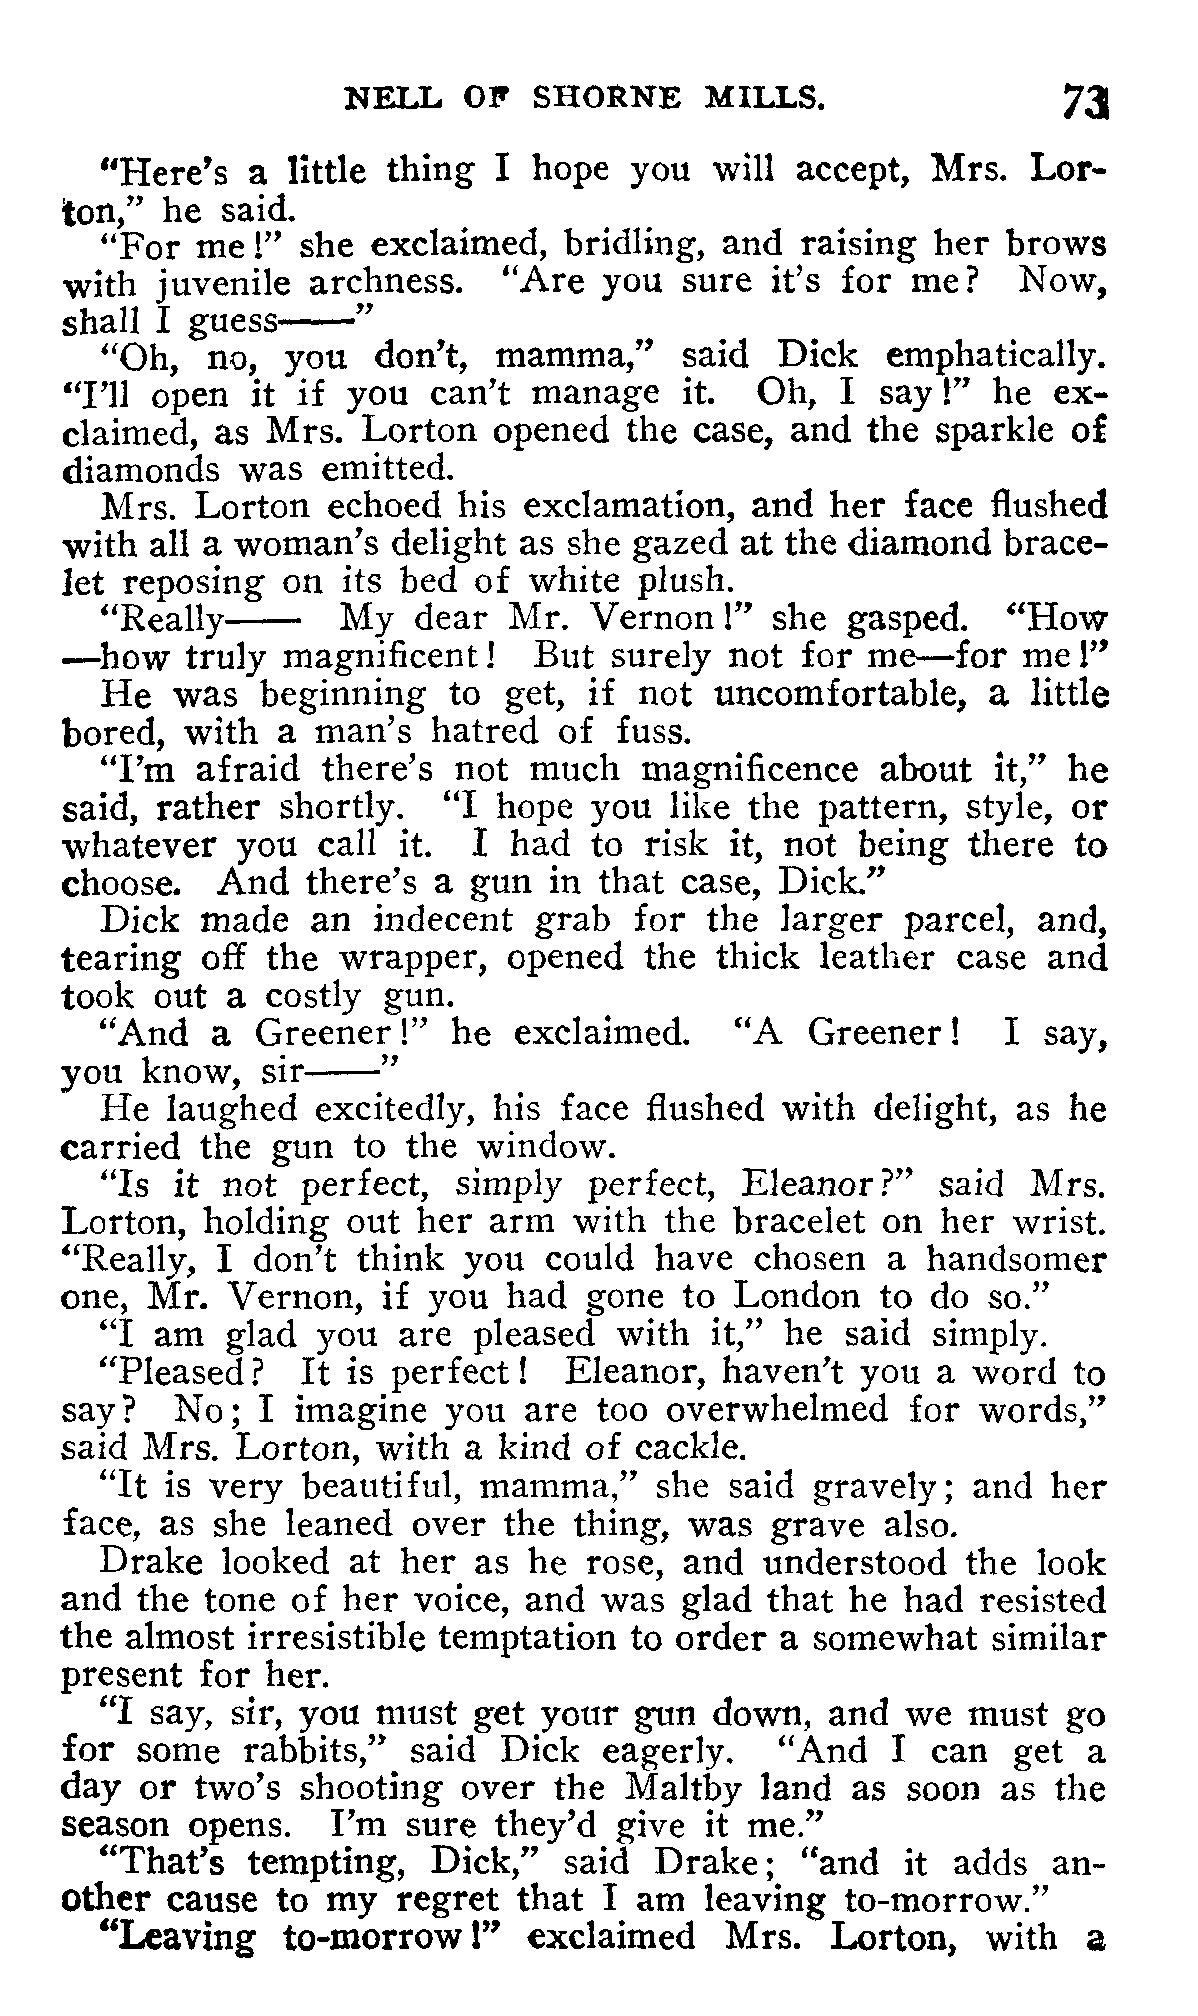 NELL OF SHORNE MILLS. 73
"Here's a little thing I hope you will accept, Mrs. Lor-
ton," he said.
"For me!" she exclaimed, bridling, and raising her brows
with juvenile archness. "Are you sure it's for me? Now,
shall I guess——"
"Oh, no, you don't, mamma," said Dick emphatically.
"I'll open it if you can't manage it. Oh, I say!" he ex-
claimed, as Mrs. Lorton opened the case, and the sparkle of
diamonds was emitted.
Mrs. Lorton echoed his exclamation, and her face flushed
with all a woman's delight as she gazed at the diamond brace-
let reposing on its bed of white plush.
"Really—— My dear Mr. Vernon!" she gasped. "How
—how truly magnificent! But surely not for me—for me!"
He was beginning to get, if not uncomfortable, a little
bored, with a man's hatred of fuss.
"I'm afraid there's not much magnificence about it," he
said, rather shortly. "I hope you like the pattern, style, or
whatever you call it. I had to risk it, not being there to
choose. And there's a gun in that case, Dick."
Dick made an indecent grab for the larger parcel, and,
tearing off the wrapper, opened the thick leather case and
took out a costly gun.
"And a Greener!" he exclaimed. "A Greener! I say,
you know, sir——"
He laughed excitedly, his face flushed with delight, as he
carried the gun to the window.
"Is it not perfect, simply perfect, Eleanor?" said Mrs.
Lorton, holding out her arm with the bracelet on her wrist.
"Really, I don't think you could have chosen a handsomer
one, Mr. Vernon, if you had gone to London to do so."
"I am glad you are pleased with it," he said simply.
"Pleased? It is perfect! Eleanor, haven't you a word to
say? No; I imagine you are too overwhelmed for words,"
said Mrs. Lorton, with a kind of cackle.
"It is very beautiful, mamma," she said gravely; and her
face, as she leaned over the thing, was grave also.
Drake looked at her as he rose, and understood the look
and the tone of her voice, and was glad that he had resisted
the almost irresistible temptation to order a somewhat similar
present for her.
"I say, sir, you must get your gun down, and we must go
for some rabbits," said Dick eagerly. "And I can get a
day or two's shooting over the Maltby land as soon as the
season opens. I'm sure they'd give it me."
"That's tempting, Dick," said Drake; "and it adds an-
other cause to my regret that I am leaving to-morrow."
"Leaving to-morrow!" exclaimed Mrs. Lorton, with a